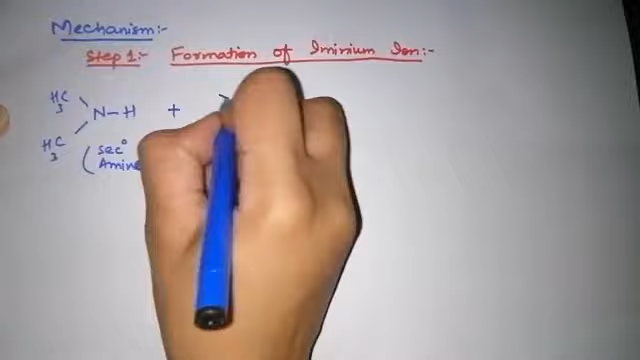 Mechanism:-
Step 1:- Formation of Iminium Ion:-
H3C
N-H +
H3C
(sec°
Amine